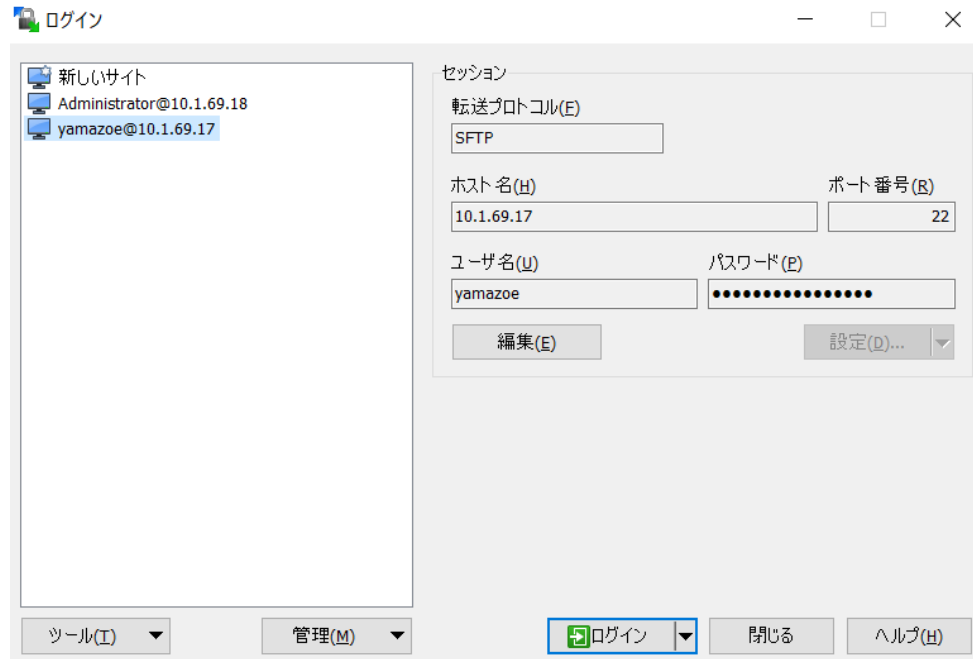 ログイン
新しいサイト
Administrator@10.1.69.18
yamazoe@10.1.69.17
セッション
転送プロトコル(F)
SFTP
ホスト名(H) ポート番号(R)
10.1.69.17 22
ユーザ名(U) パスワード(P)
yamazoe ••••••••••••••••
編集(E) 設定(D)...
ツール(T) 管理(M) ログイン 閉じる ヘルプ(H)